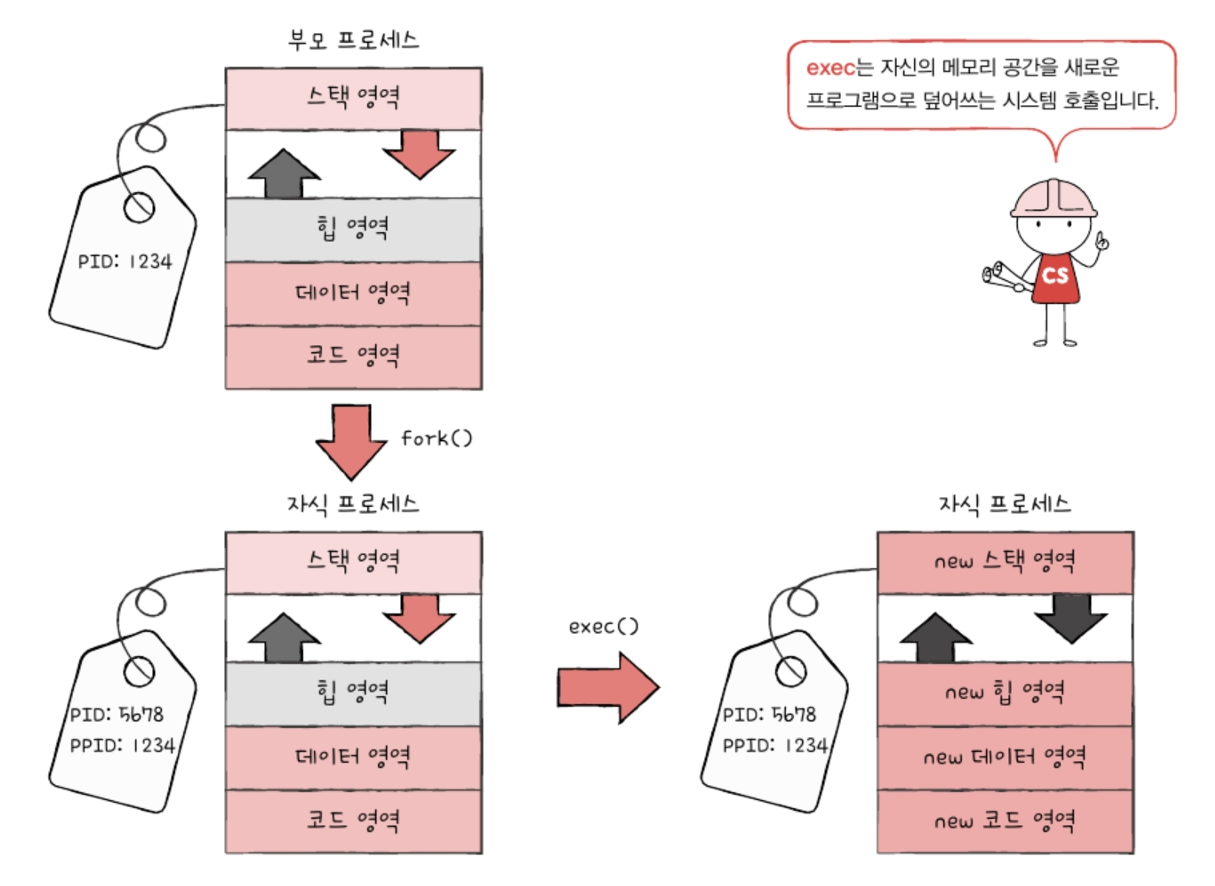 부모 프로세스
스택 영역
힙 영역
데이터 영역
코드 영역
PID: 1234
exec는 자신의 메모리 공간을 새로운
프로그램으로 덮어쓰는 시스템 호출입니다.
CS
fork()
자식 프로세스
스택 영역
힙 영역
데이터 영역
코드 영역
PID: 5678
PPID: 1234
exec()
자식 프로세스
new 스택 영역
new 힙 영역
new 데이터 영역
new 코드 영역
PID: 5678
PPID: 1234